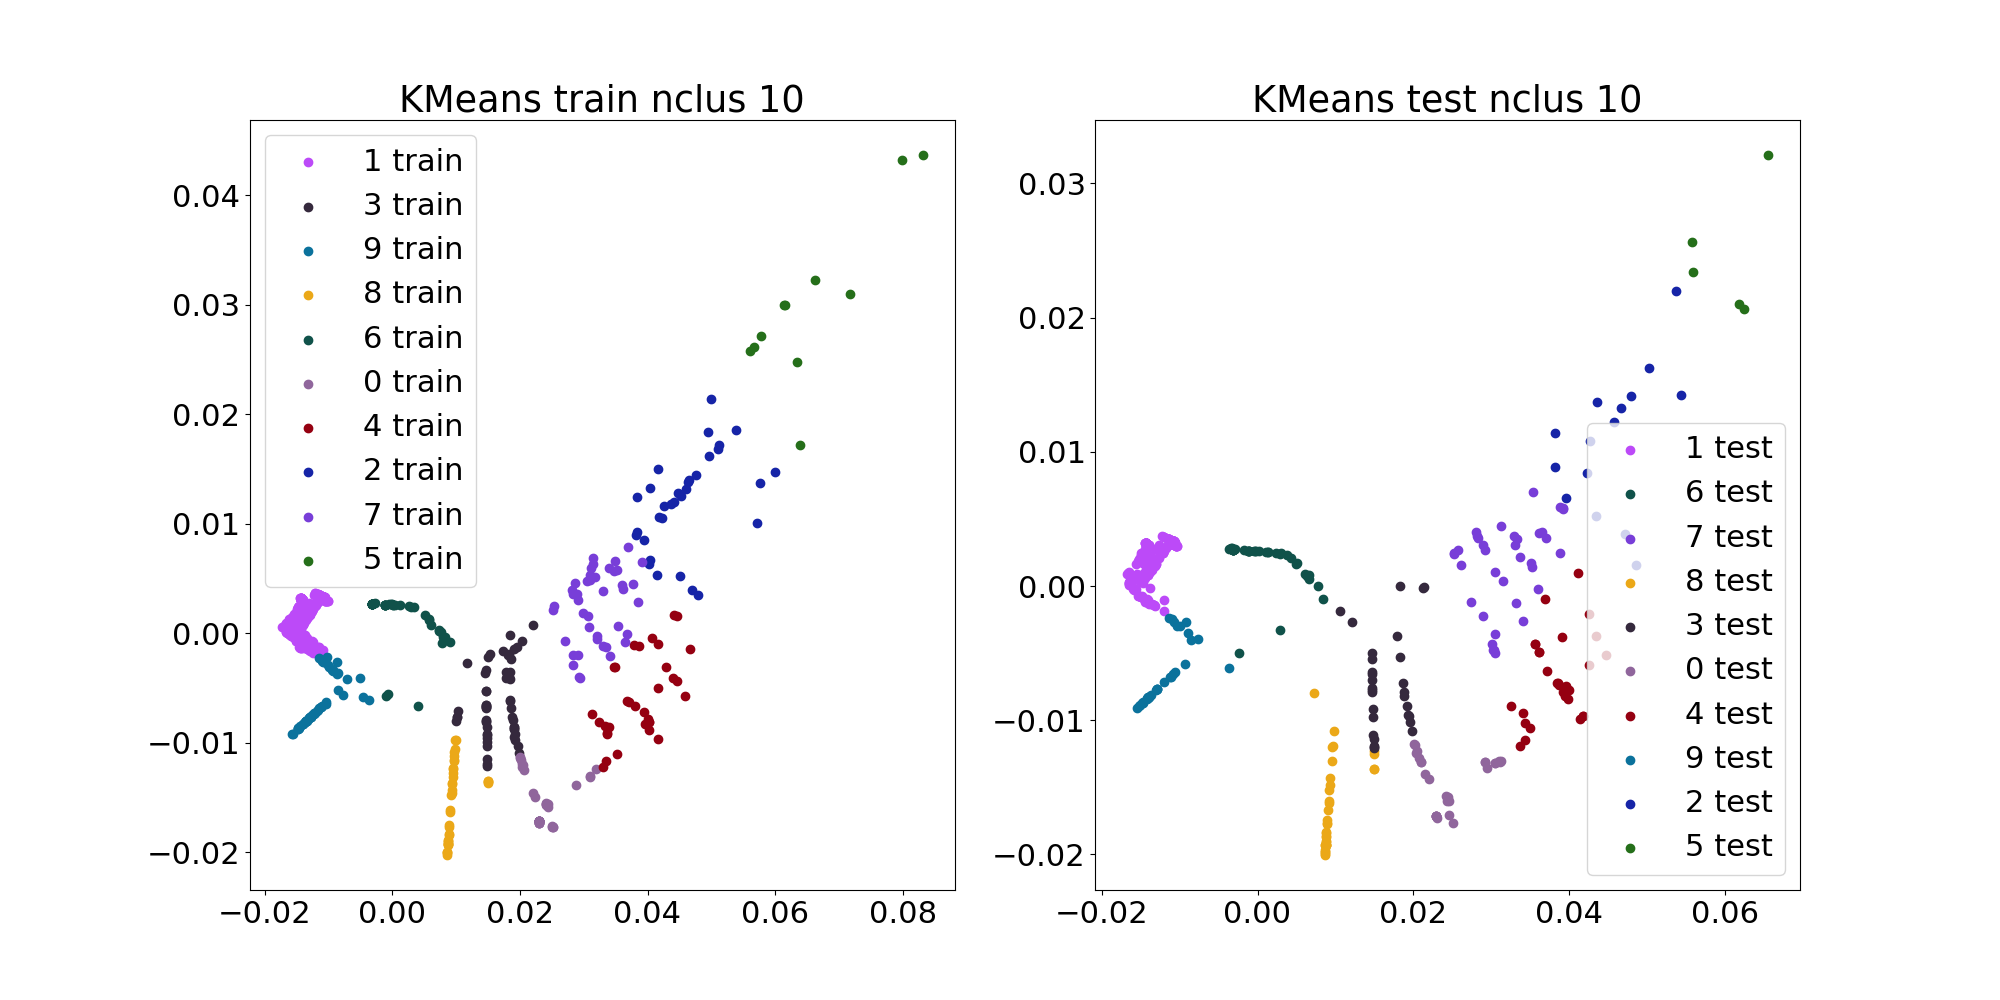 KMeans train nclus 10
1 train
3 train
9 train
8 train
6 train
0 train
4 train
2 train
7 train
5 train
0.04
0.03
0.02
0.01
0.00
−0.01
−0.02
−0.02 0.00 0.02 0.04 0.06 0.08
KMeans test nclus 10
1 test
6 test
7 test
8 test
3 test
0 test
4 test
9 test
2 test
5 test
0.03
0.02
0.01
0.00
−0.01
−0.02
−0.02 0.00 0.02 0.04 0.06